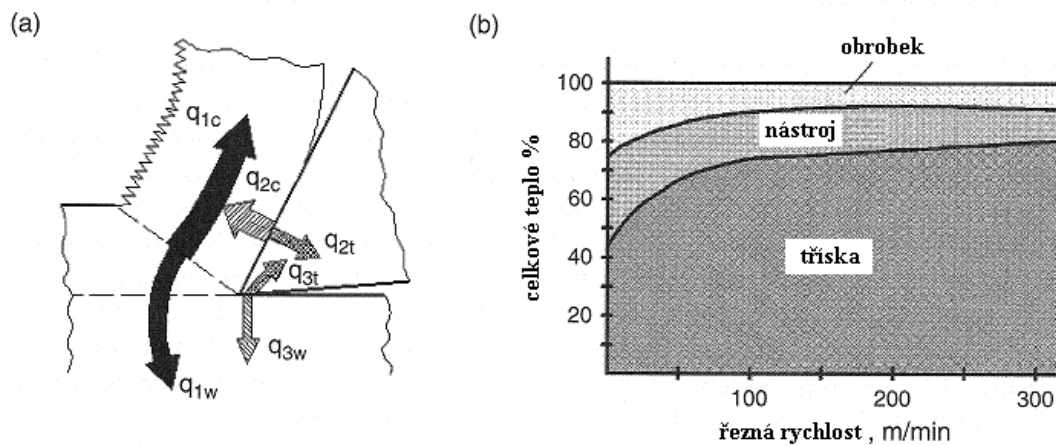 (a)
q1c
q2c
q2t
q3t
q3w
q1w
(b)
obrobek
100
80
60
40
20
celkové teplo %
nástroj
tříska
100
200
300
řezná rychlost , m/min